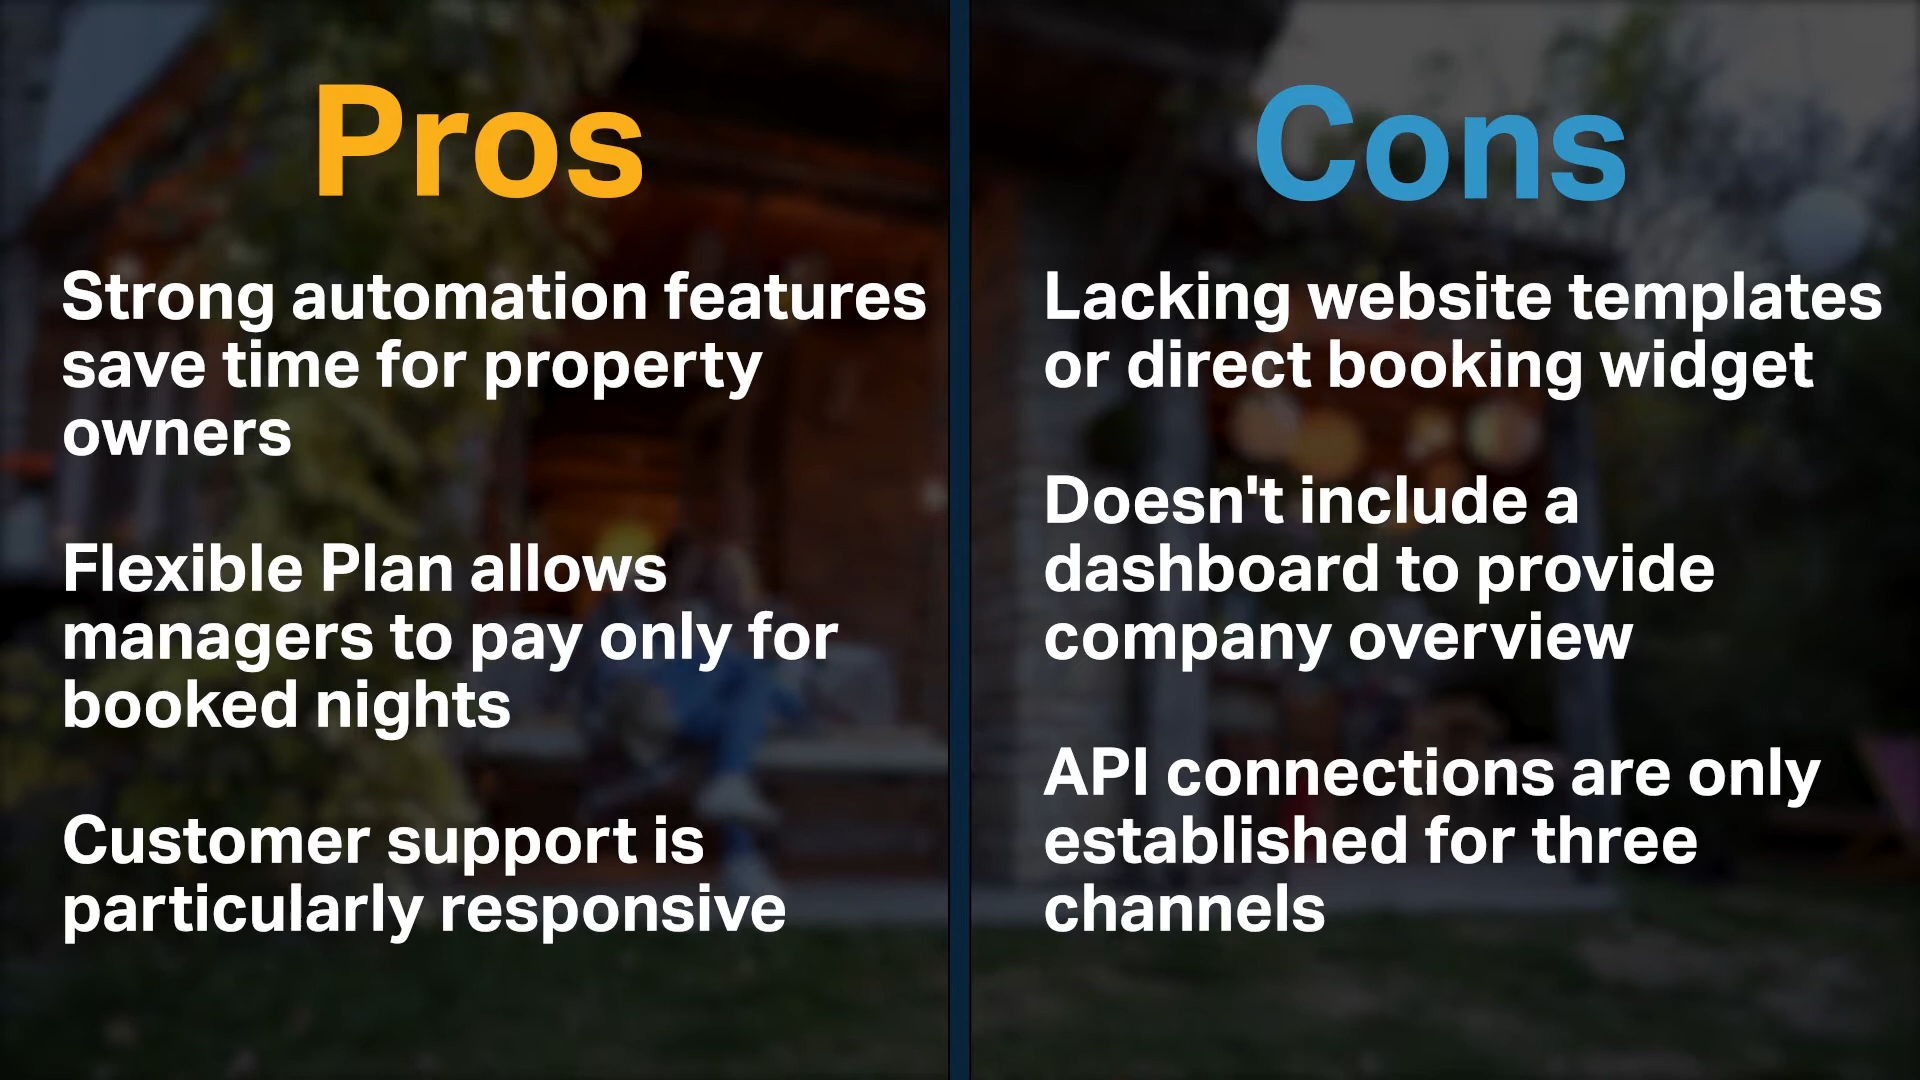 Pros
Strong automation features
save time for property
owners
Flexible Plan allows
managers to pay only for
booked nights
Customer support is
particularly responsive
Cons
Lacking website templates
or direct booking widget
Doesn't include a
dashboard to provide
company overview
API connections are only
established for three
channels